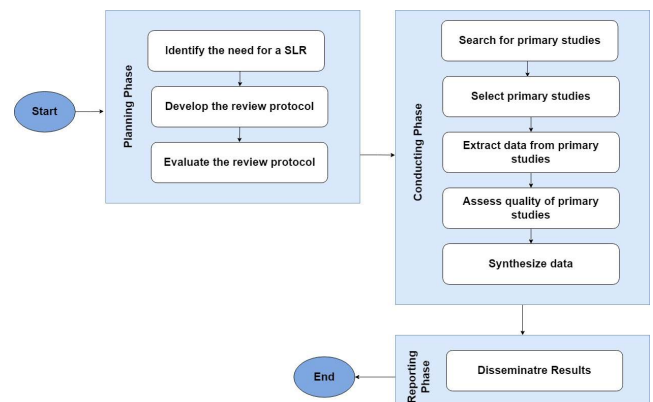 Start
Planning Phase
Identify the need for a SLR
Develop the review protocol
Evaluate the review protocol
Conducting Phase
Search for primary studies
Select primary studies
Extract data from primary
studies
Assess quality of primary
studies
Synthesize data
Reporting
Phase
Disseminatre Results
End